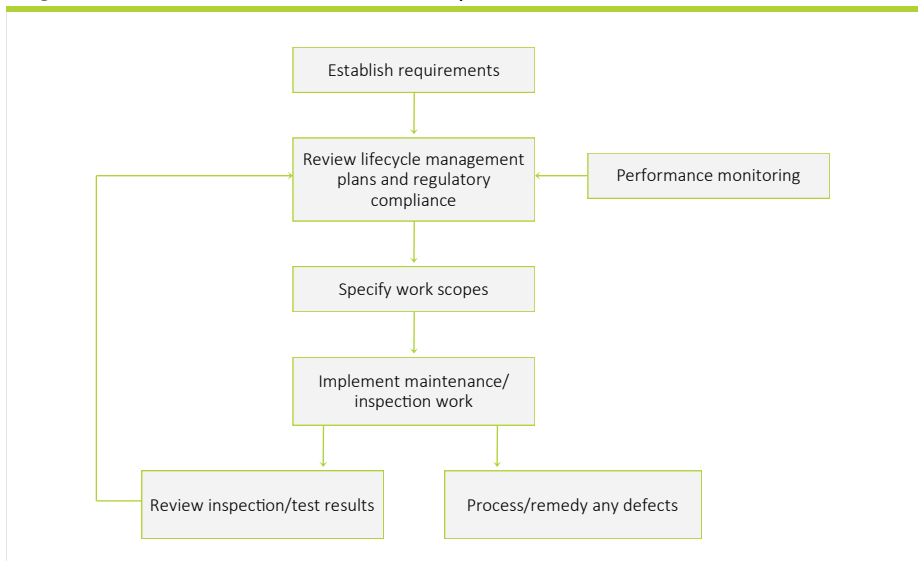 Establish requirements
Review lifecycle management
plans and regulatory
compliance
Performance monitoring
Specify work scopes
Implement maintenance/
inspection work
Review inspection/test results
Process/remedy any defects